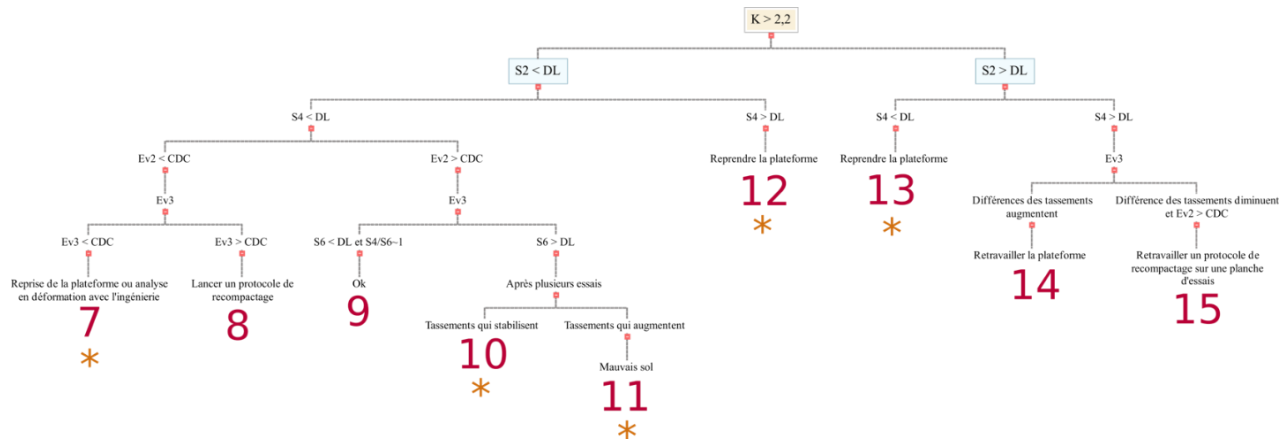 K > 2,2
S2 < DL
S2 > DL
S4 < DL
S4 > DL
S4 < DL
S4 > DL
Ev2 < CDC
Ev2 > CDC
Reprendre la plateforme
Reprendre la plateforme
Ev3
12
13
*
*
Ev3
Ev3
Différences des tassements
augmentent
Différence des tassements diminuent
et Ev2 > CDC
Ev3 < CDC
Ev3 > CDC
S6 < DL et S4/S6~1
S6 > DL
Retravailler la plateforme
14
Retravailler un protocole de
recompactage sur une planche
d'essais
15
Reprise de la plateforme ou analyse
en déformation avec l'ingénierie
7
*
Lancer un protocole de
recompactage
8
Ok
9
Après plusieurs essais
Tassements qui stabilisent
10
*
Tassements qui augmentent
Mauvais sol
11
*